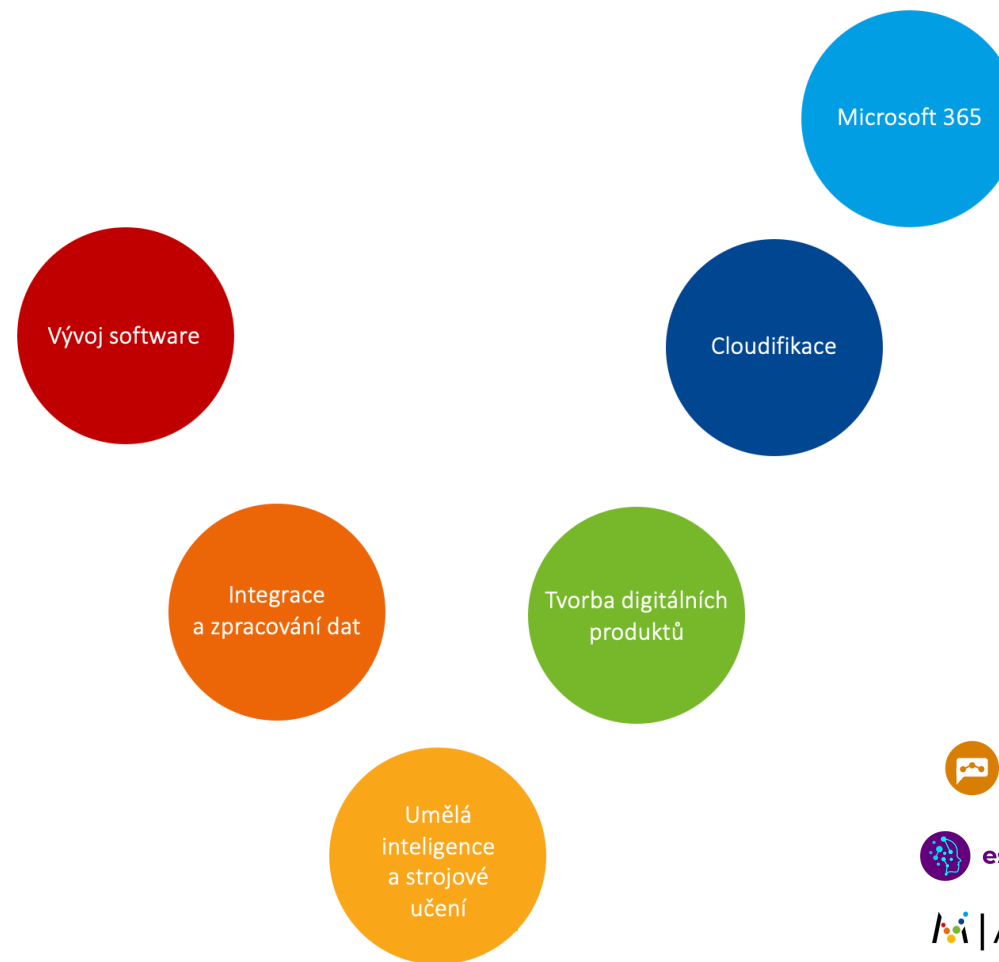 Microsoft 365
Vývoj software
Cloudifikace
Integrace
a zpracování dat
Tvorba digitálních
produktů
Umělá
inteligence
a strojové
učení